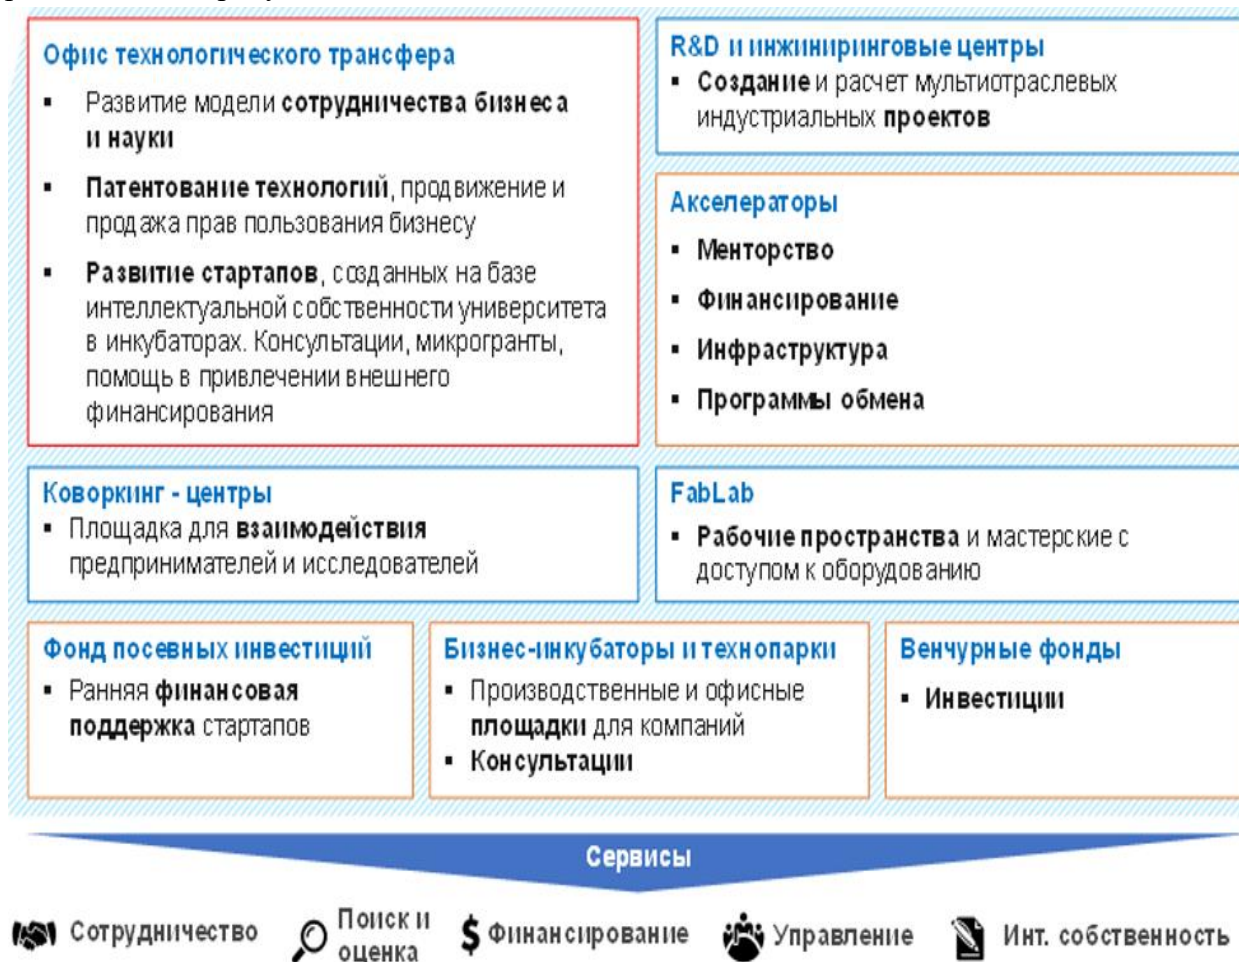 Офис технологического трансфера
▪ Развитие модели сотрудничества бизнеса
и науки
▪ Патентование технологий, продвижение и
продажа прав пользования бизнесу
▪ Развитие стартапов, созданных на базе
интеллектуальной собственности университета
в инкубаторах. Консультации, микрогранты,
помощь в привлечении внешнего
финансирования
R&D и инжиниринговые центры
▪ Создание и расчет мультиотраслевых
индустриальных проектов
Акселераторы
▪ Менторство
▪ Финансирование
▪ Инфраструктура
▪ Программы обмена
Коворкинг - центры
▪ Площадка для взаимодействия
предпринимателей и исследователей
FabLab
▪ Рабочие пространства и мастерские с
доступом к оборудованию
Фонд посевных инвестиций
▪ Ранняя финансовая
поддержка стартапов
Бизнес-инкубаторы и технопарки
▪ Производственные и офисные
площадки для компаний
▪ Консультации
Венчурные фонды
▪ Инвестиции
Сервисы
Сотрудничество
Поиск и
оценка
$ Финансирование
Управление
Инт. собственность